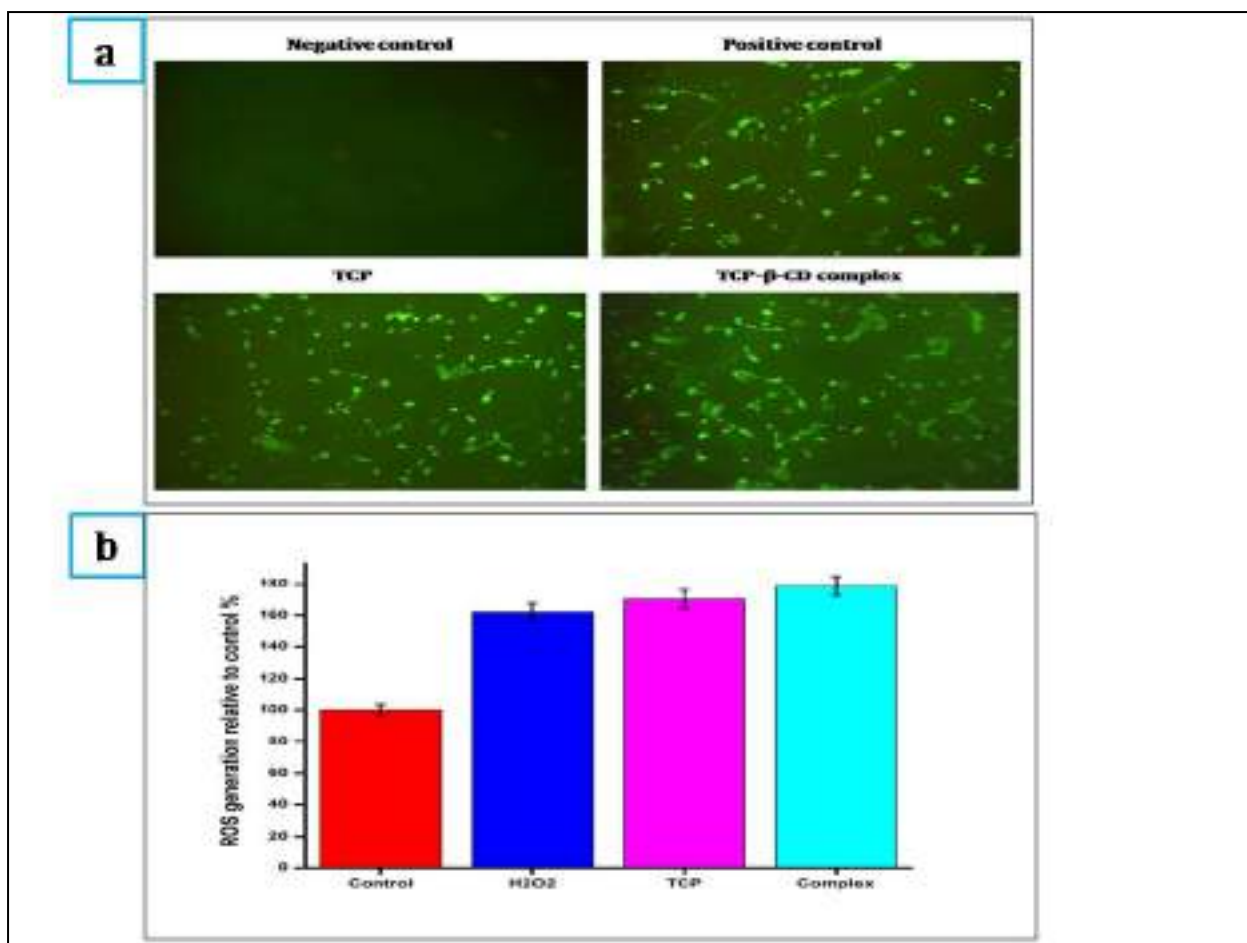 a
Negative control
Positive control
TCP
TCP-β-CD complex
b
ROS generation relative to control %
180
160
140
120
100
80
60
40
20
0
Control
H2O2
TCP
Complex